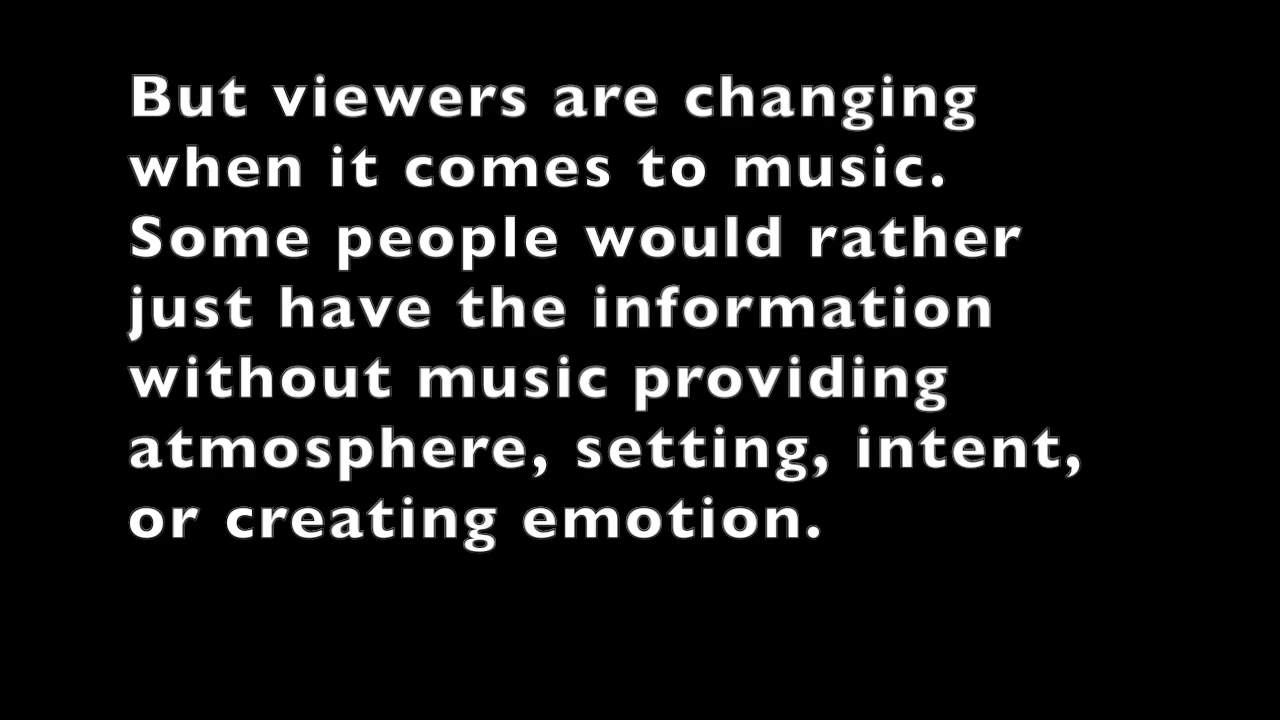 But viewers are changing
when it comes to music.
Some people would rather
just have the information
without music providing
atmosphere, setting, intent,
or creating emotion.